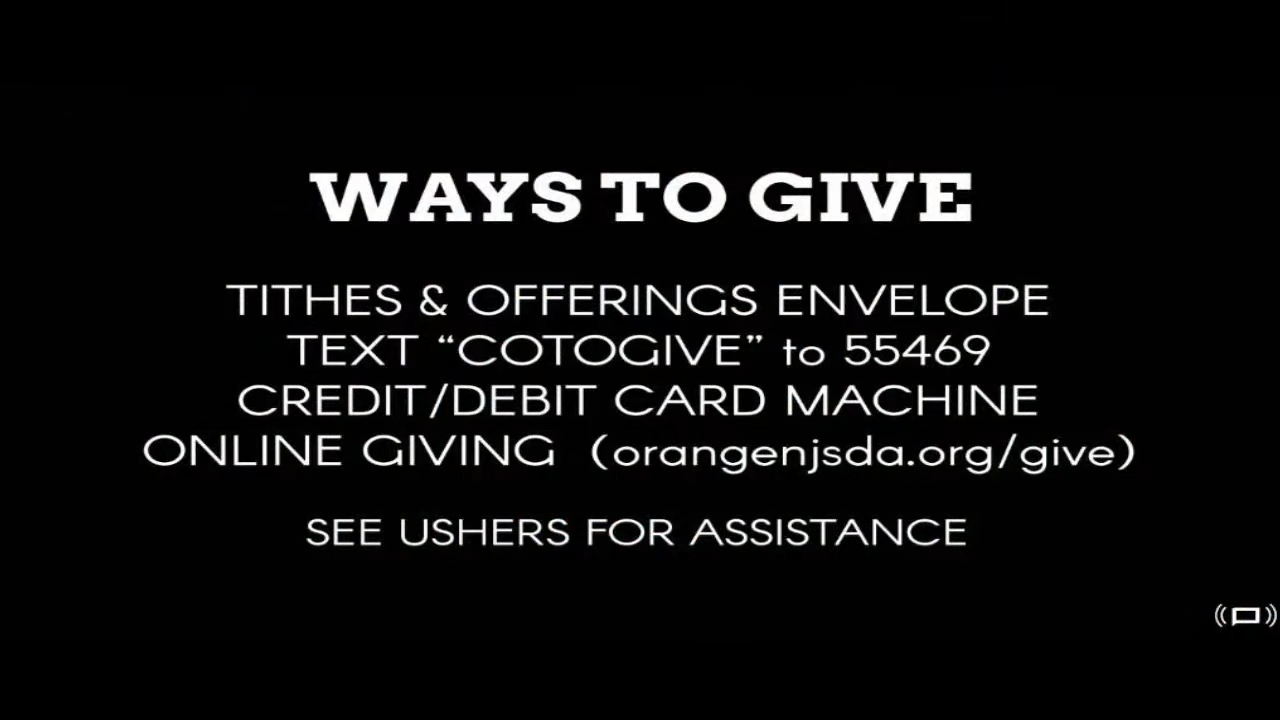 WAYS TO GIVE
TITHES & OFFERINGS ENVELOPE
TEXT “COTOGIVE” to 55469
CREDIT/DEBIT CARD MACHINE
ONLINE GIVING (orangenjsda.org/give)
SEE USHERS FOR ASSISTANCE